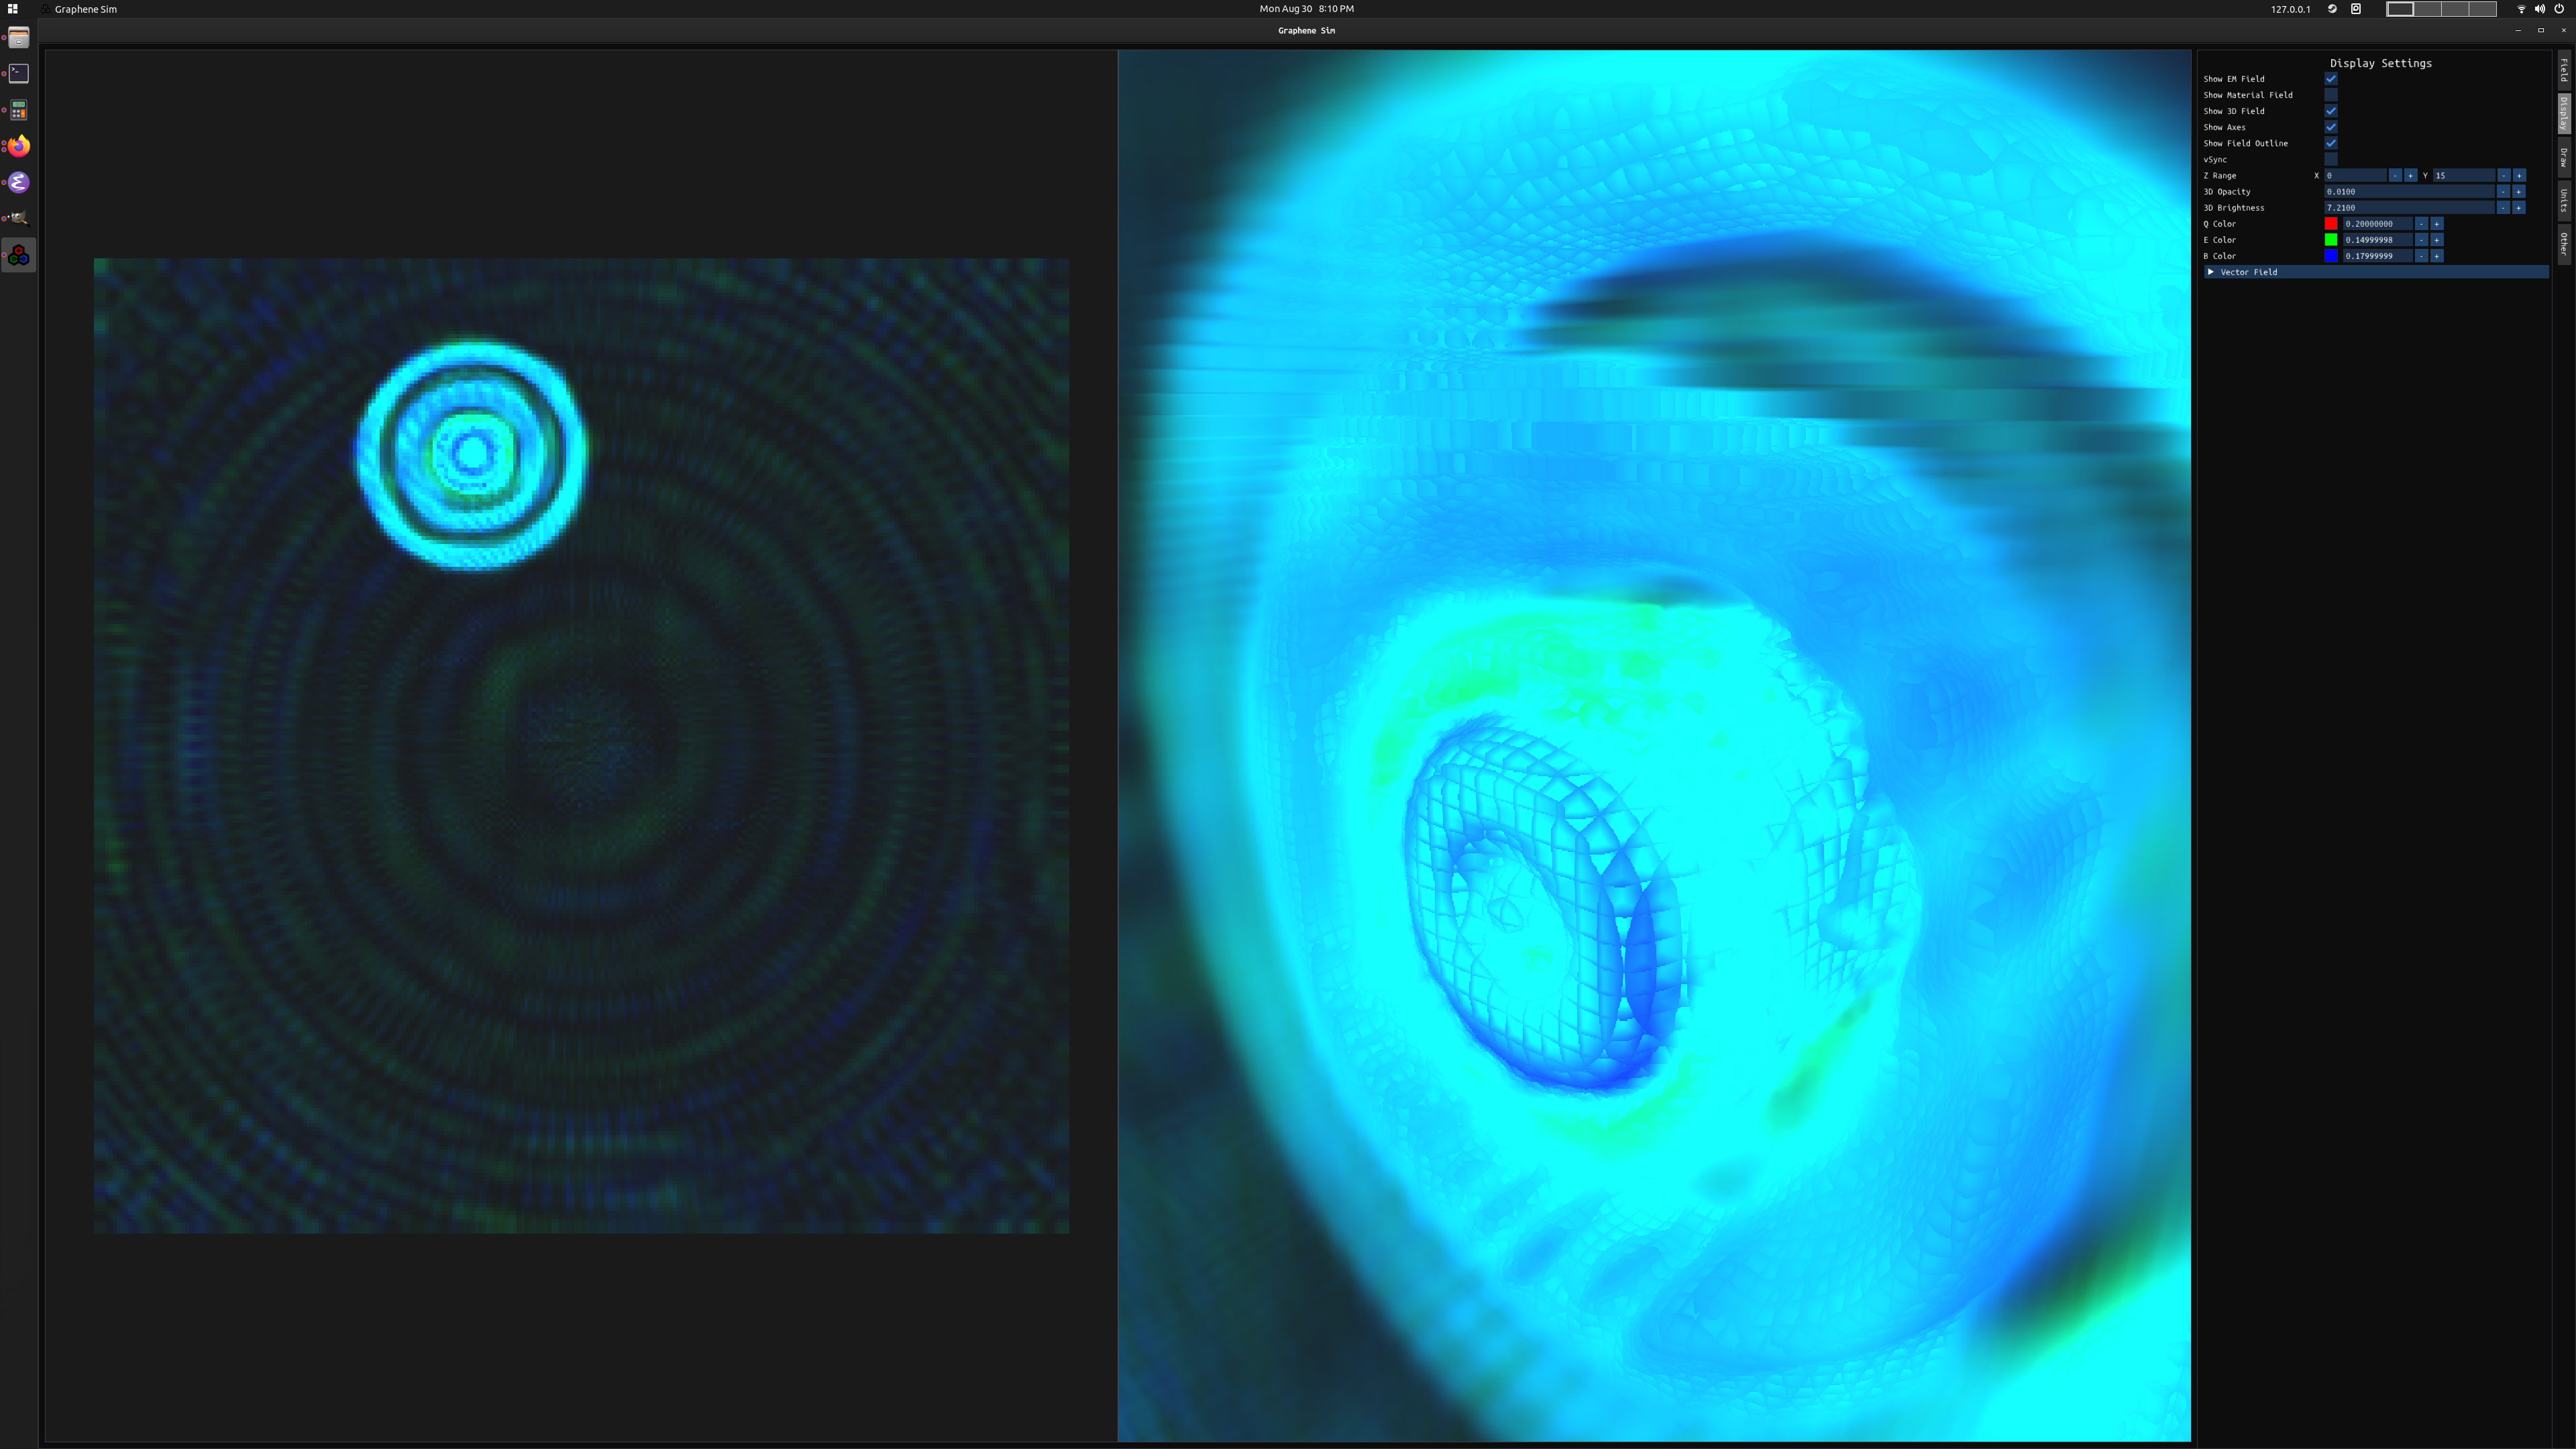 Graphene Sim
Mon Aug 30 8:10 PM
127.0.0.1
Graphene Sim
Display Settings
Show EM Field
Show Material Field
Show 3D Field
Show Axes
Show Field Outline
vSync
Z Range X 0 - + Y 15 - +
3D Opacity 0.0100 - +
3D Brightness 7.2100 - +
Q Color 0.20000000 - +
E Color 0.14999998 - +
B Color 0.17999999 - +
Vector Field
Field
Display
Draw
Units
Other